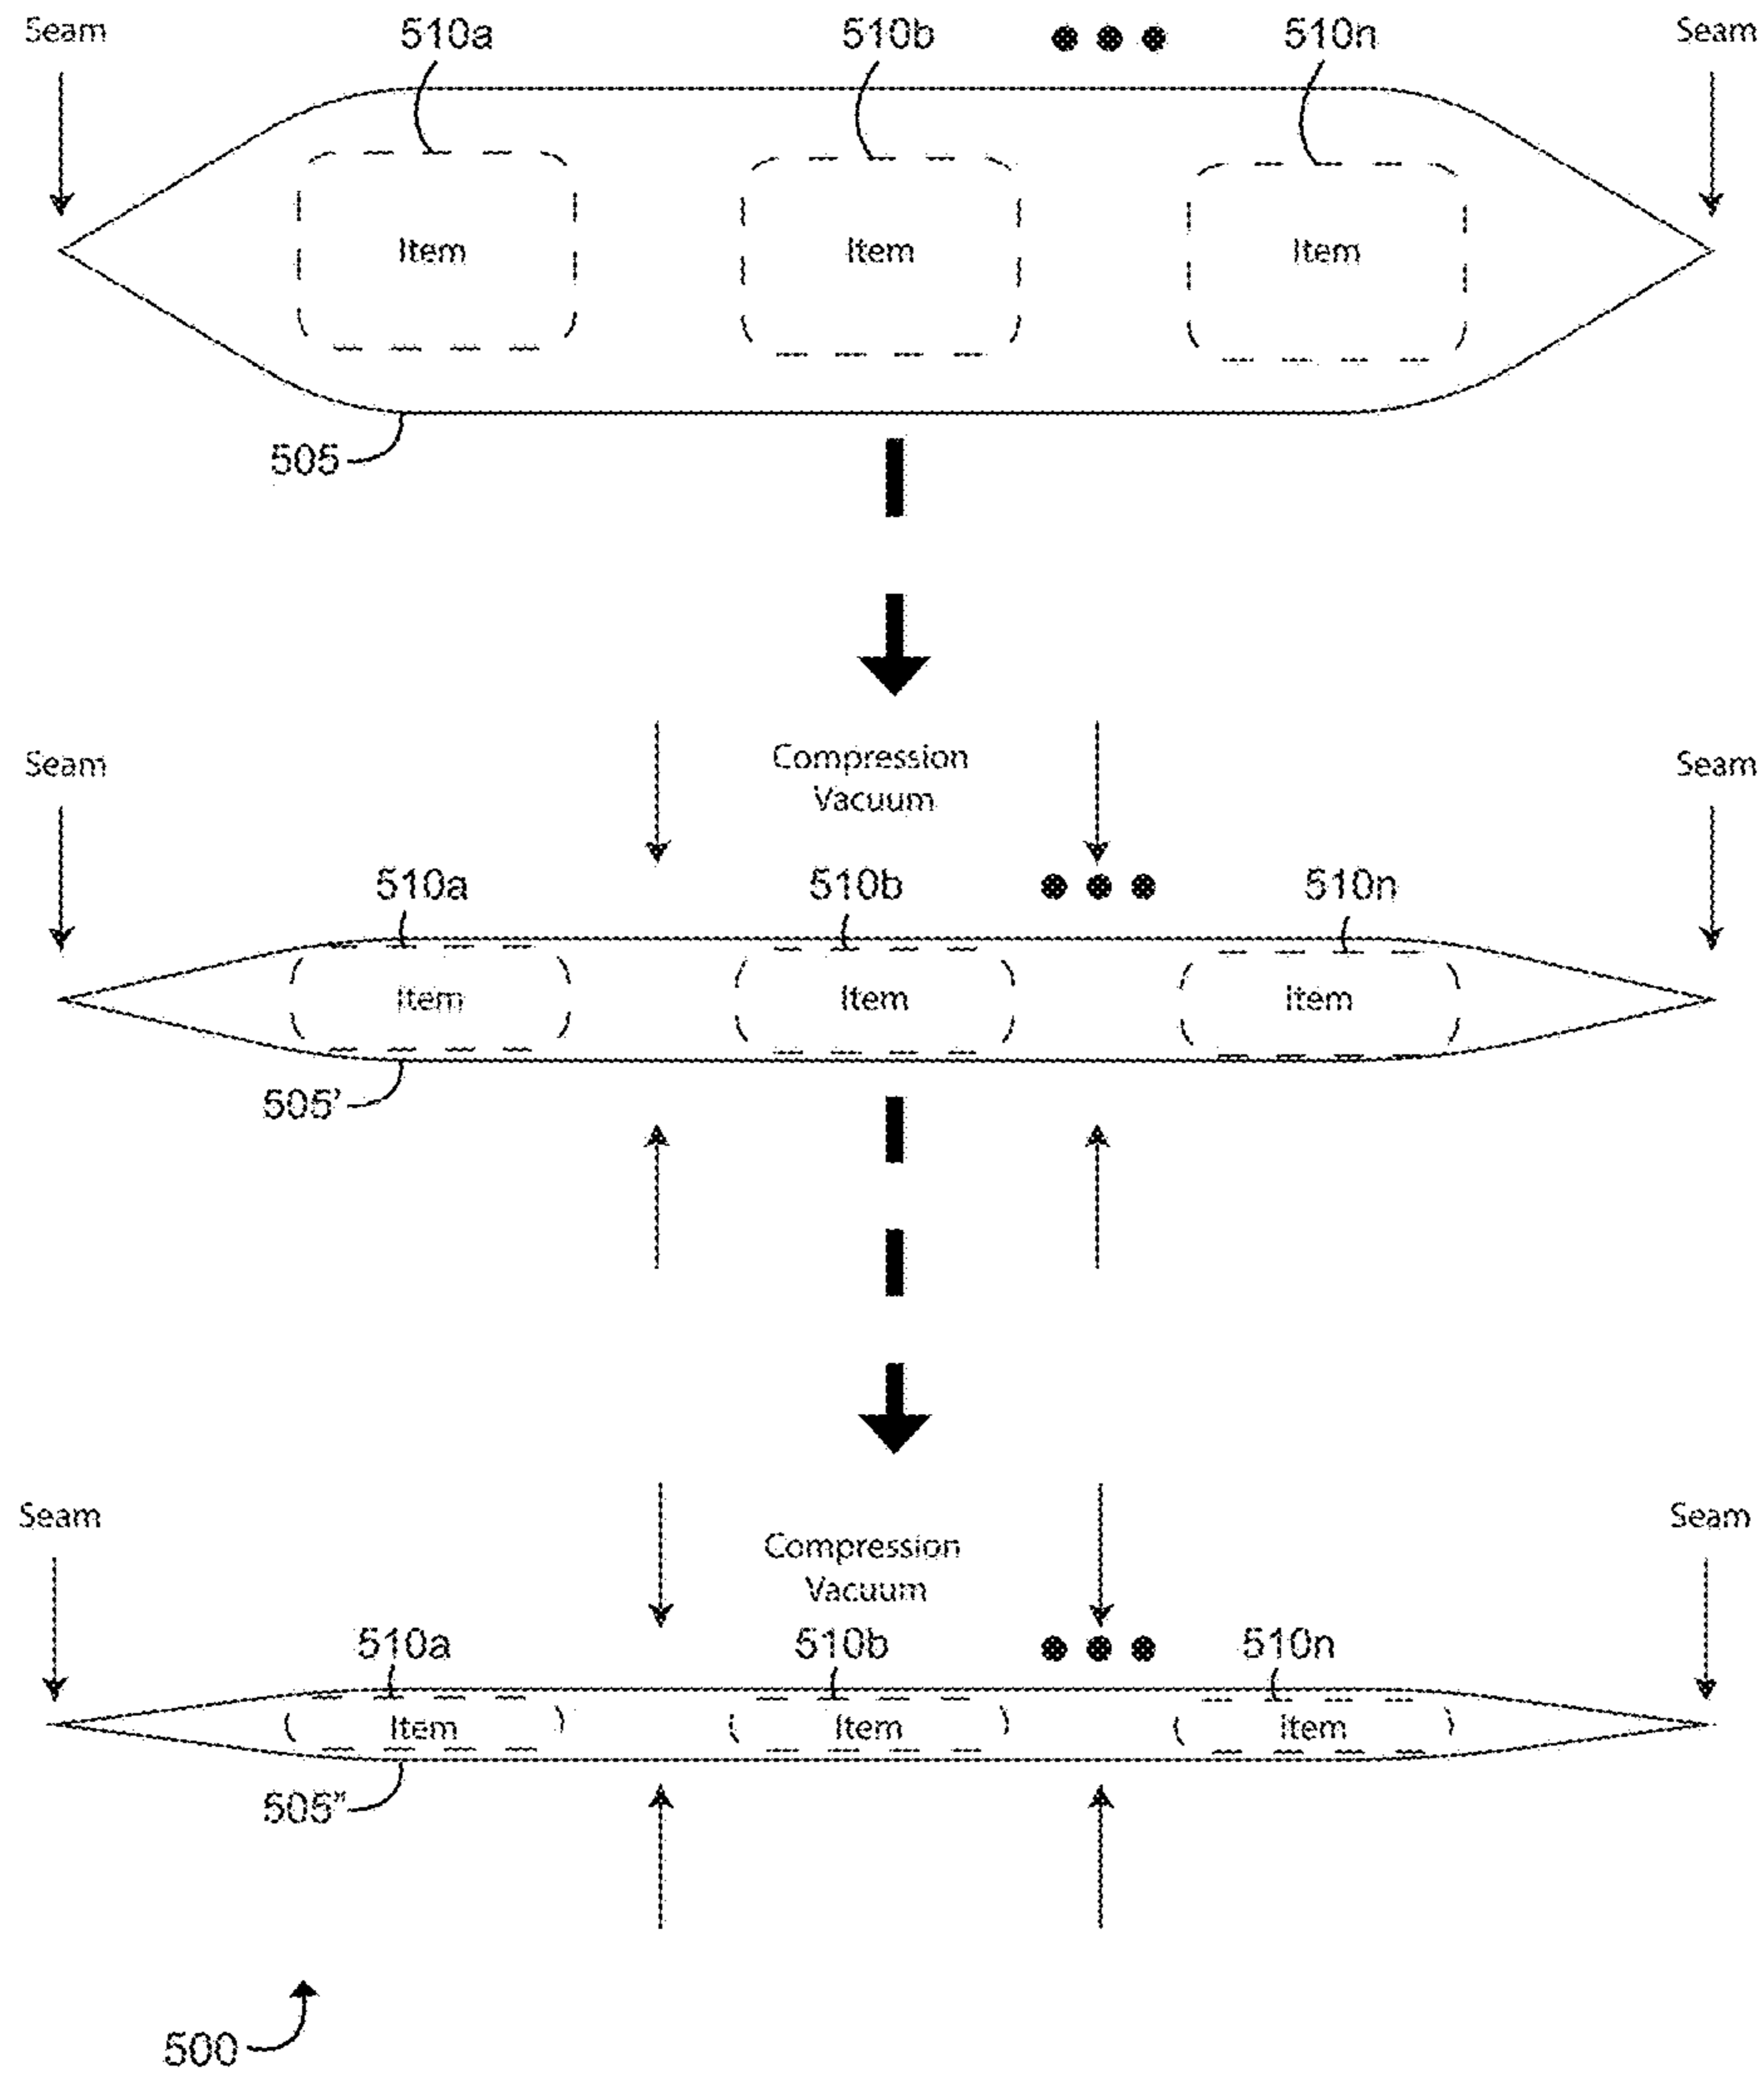 Seam 510a 510b 510n Seam
Item Item Item
505
Seam Compression Seam
Vacuum
510a 510b 510n
Item Item Item
505'
Seam Compression Seam
Vacuum
510a 510b 510n
Item Item Item
505"
500